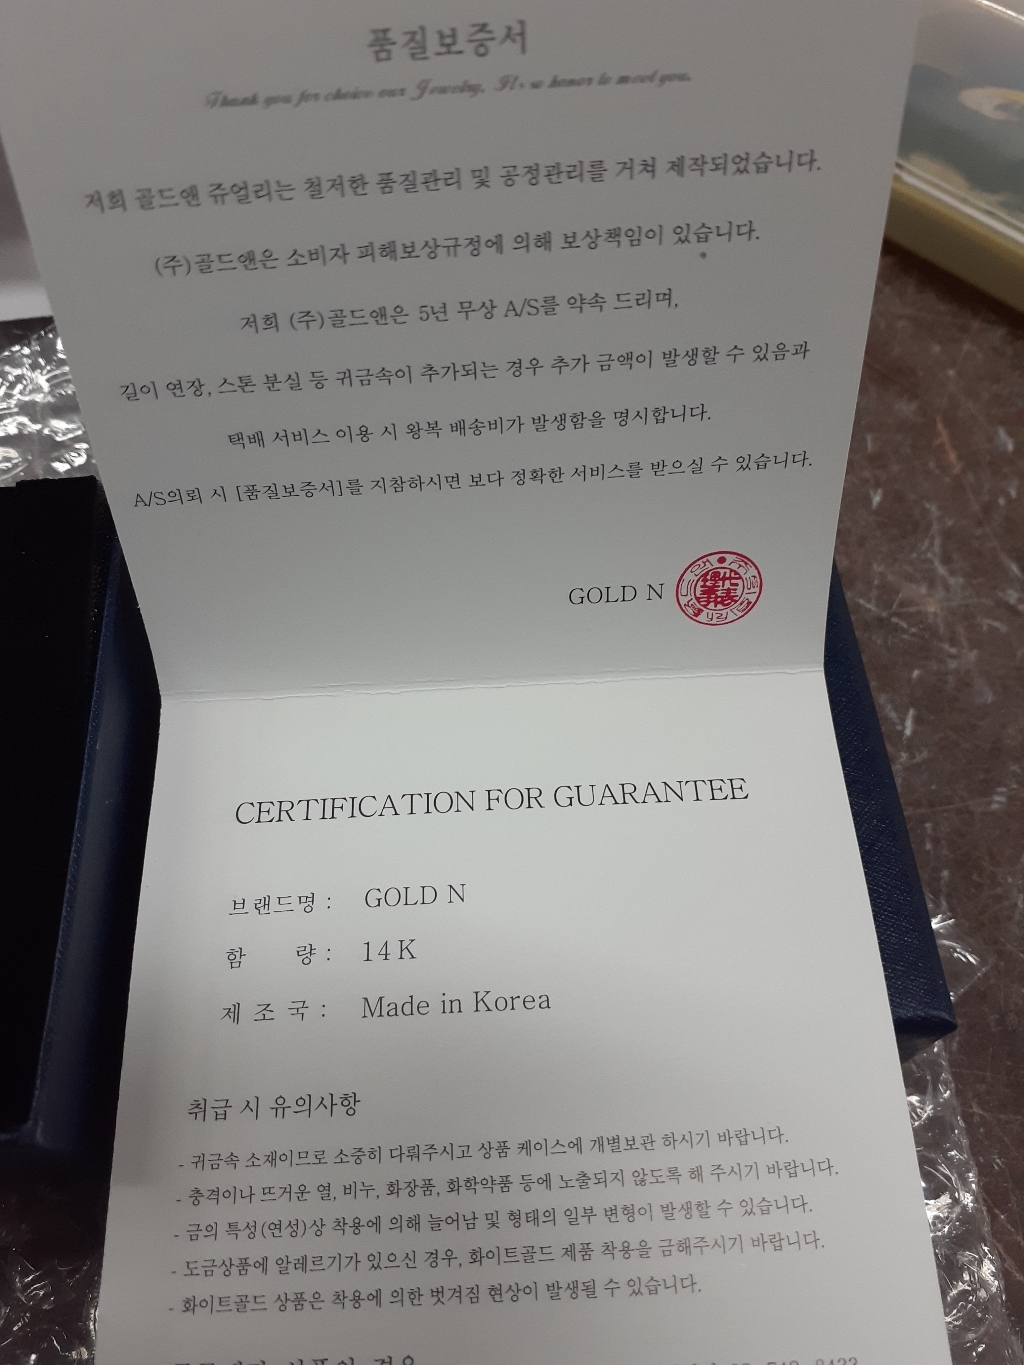 품질보증서
Thank you for choice our Jewelry. It,s so honor to meet you.
저희 골드앤 쥬얼리는 철저한 품질관리 및 공정관리를 거쳐 제작되었습니다.
(주)골드앤은 소비자 피해보상규정에 의해 보상책임이 있습니다.
저희 (주)골드앤은 5년 무상 A/S를 약속 드리며,
길이 연장, 스톤 분실 등 귀금속이 추가되는 경우 추가 금액이 발생할 수 있음과
택배 서비스 이용 시 왕복 배송비가 발생함을 명시합니다.
A/S의뢰 시 [품질보증서]를 지참하시면 보다 정확한 서비스를 받으실 수 있습니다.
GOLD N
CERTIFICATION FOR GUARANTEE
브랜드명 : GOLD N
함 량 : 14K
제 조 국 : Made in Korea
취급 시 유의사항
- 귀금속 소재이므로 소중히 다뤄주시고 상품 케이스에 개별보관 하시기 바랍니다.
- 충격이나 뜨거운 열, 비누, 화장품, 화학약품 등에 노출되지 않도록 해 주시기 바랍니다.
- 금의 특성(연성)상 착용에 의해 늘어남 및 형태의 일부 변형이 발생할 수 있습니다.
- 도금상품에 알레르기가 있으신 경우, 화이트골드 제품 착용을 금해주시기 바랍니다.
- 화이트골드 상품은 착용에 의한 벗겨짐 현상이 발생될 수 있습니다.